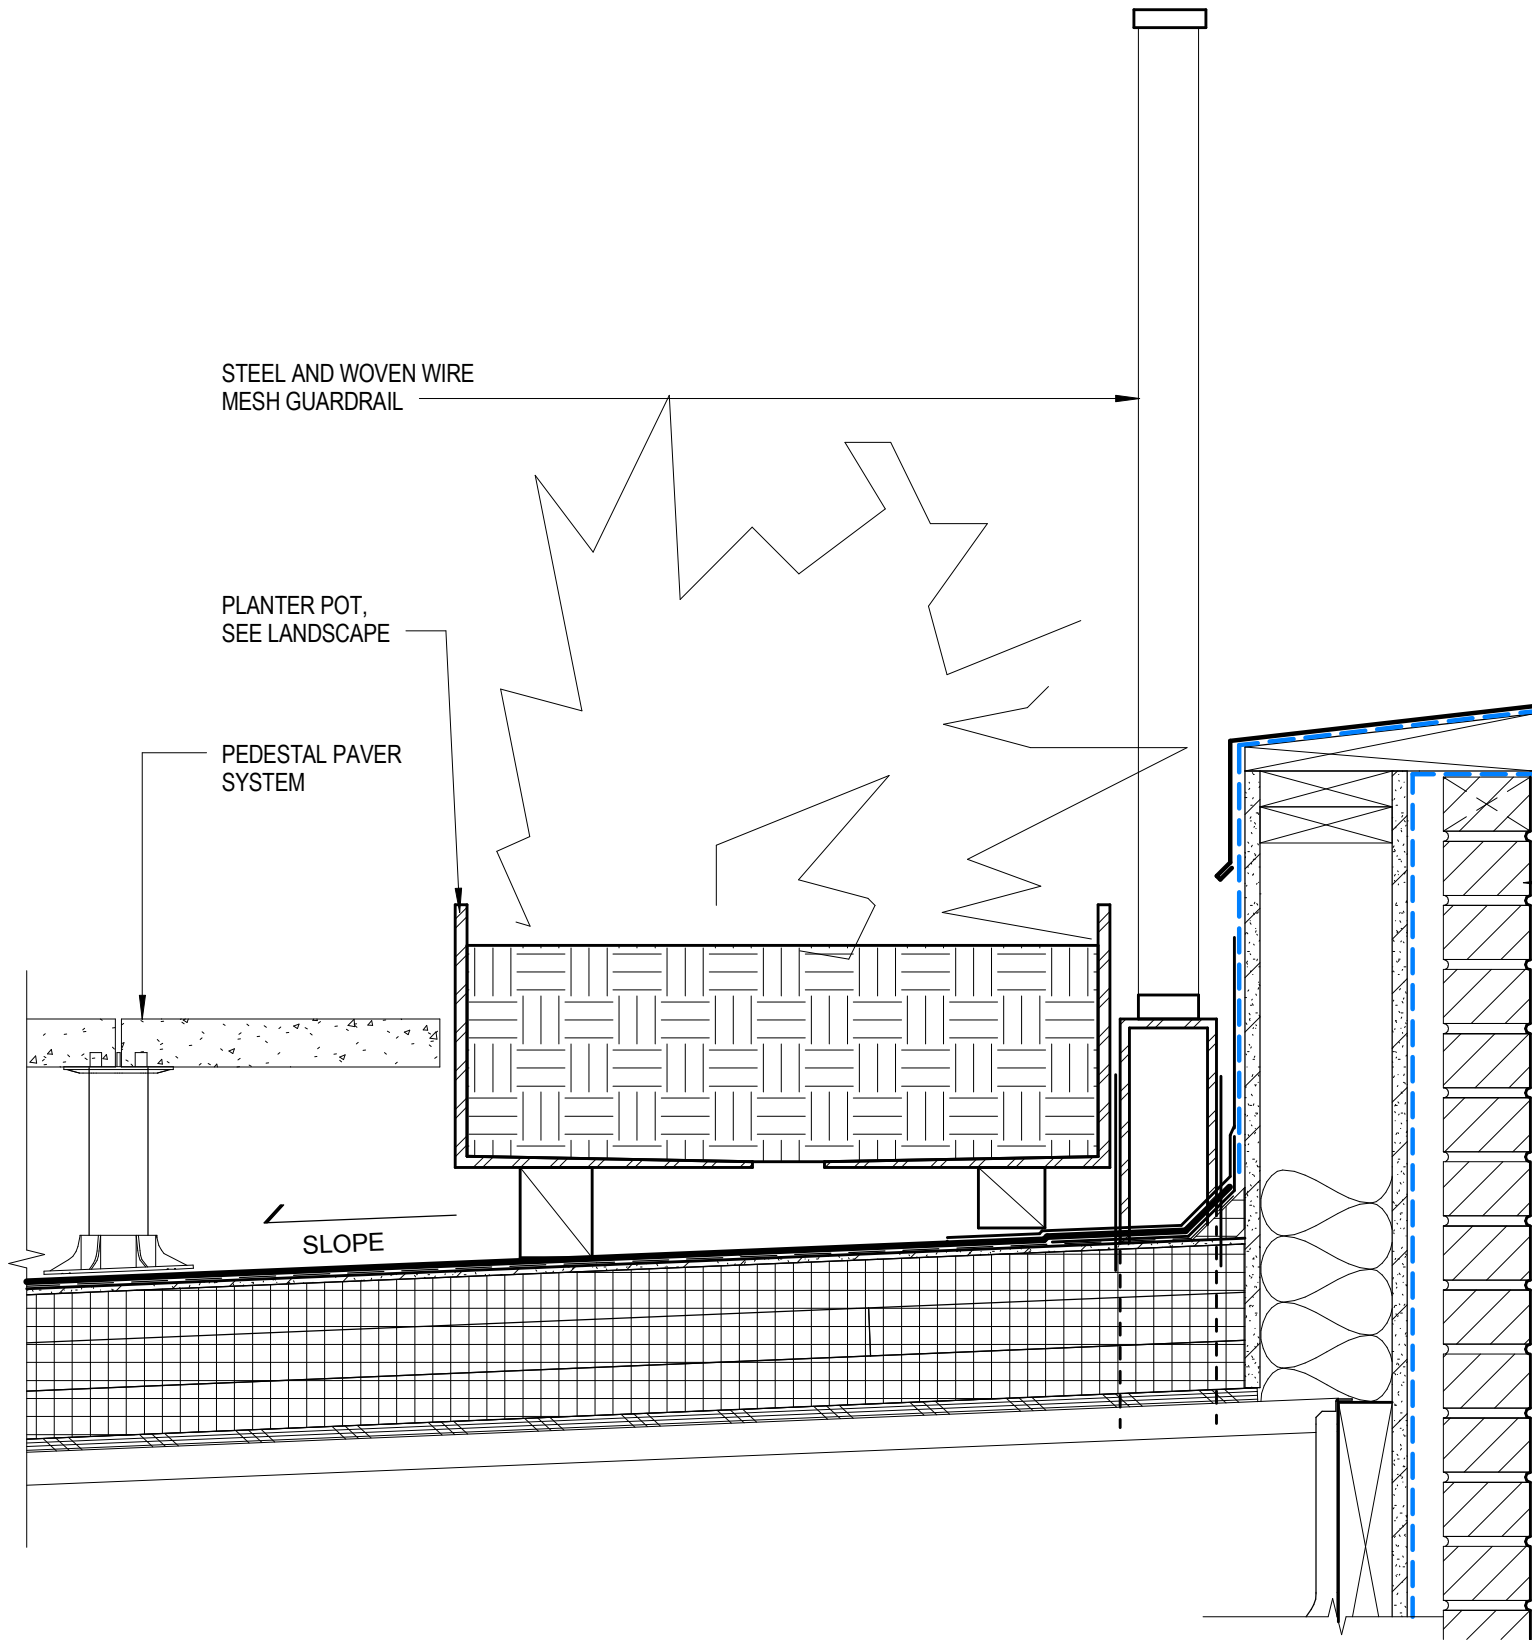 STEEL AND WOVEN WIRE
MESH GUARDRAIL
PLANTER POT,
SEE LANDSCAPE
PEDESTAL PAVER
SYSTEM
SLOPE